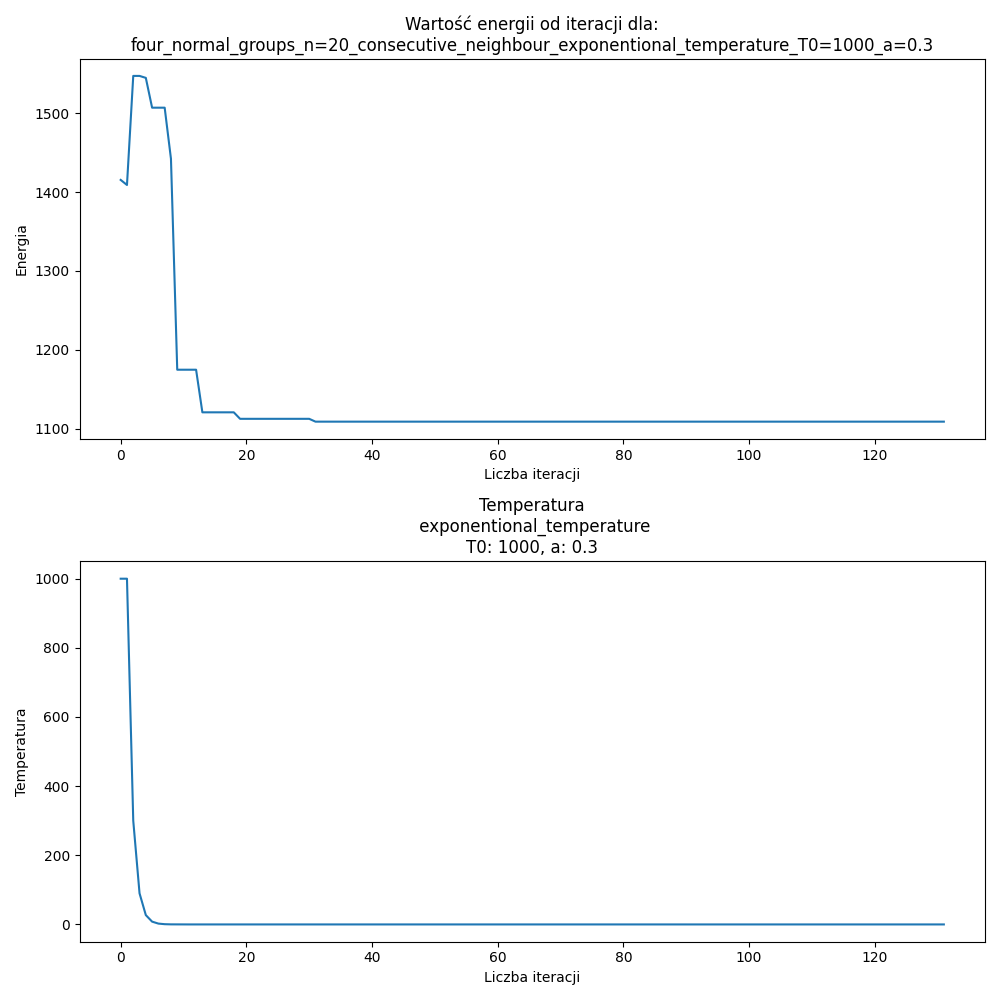 Wartość energii od iteracji dla:
four_normal_groups_n=20_consecutive_neighbour_exponentional_temperature_T0=1000_a=0.3
1500
1400
1300
1200
1100
Energia
0 20 40 60 80 100 120
Liczba iteracji
Temperatura
exponentional_temperature
T0: 1000, a: 0.3
1000
800
600
400
200
0
Temperatura
0 20 40 60 80 100 120
Liczba iteracji